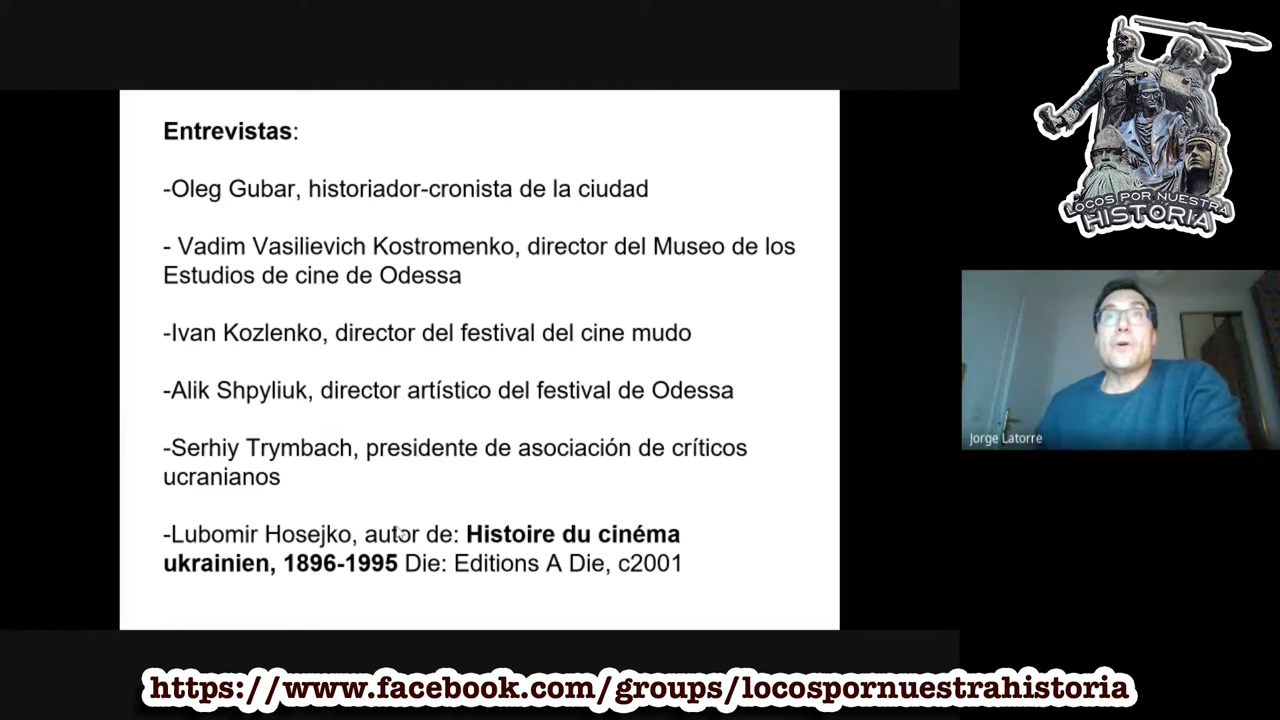 Entrevistas:
-Oleg Gubar, historiador-cronista de la ciudad
- Vadim Vasilievich Kostromenko, director del Museo de los
Estudios de cine de Odessa
-Ivan Kozlenko, director del festival del cine mudo
-Alik Shpyliuk, director artístico del festival de Odessa
-Serhiy Trymbach, presidente de asociación de críticos
ucranianos
-Lubomir Hosejko, autor de: Histoire du cinéma
ukrainien, 1896-1995 Die: Editions A Die, c2001
LOCOS POR NUESTRA
HISTORIA
Jorge Latorre
https://www.facebook.com/groups/locospornuestrahistoria